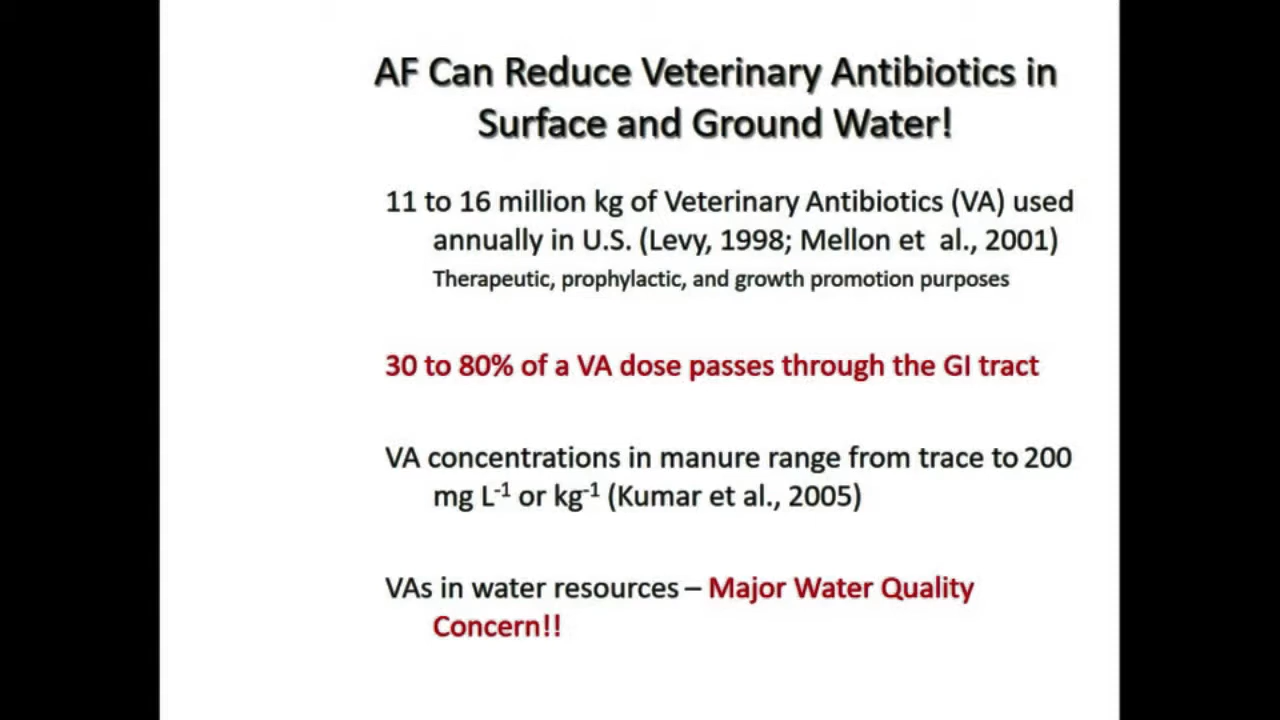 AF Can Reduce Veterinary Antibiotics in
Surface and Ground Water!
11 to 16 million kg of Veterinary Antibiotics (VA) used
annually in U.S. (Levy, 1998; Mellon et al., 2001)
Therapeutic, prophylactic, and growth promotion purposes
30 to 80% of a VA dose passes through the GI tract
VA concentrations in manure range from trace to 200
mg L⁻¹ or kg⁻¹ (Kumar et al., 2005)
VAs in water resources – Major Water Quality
Concern!!